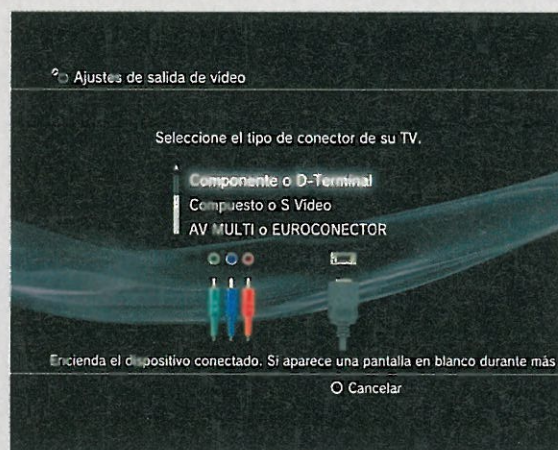 Ajustes de salida de video
Seleccione el tipo de conector de su TV.
Componente o D-Terminal
Compuesto o S Video
AV MULTI o EUROCONECTOR
Encienda el dispositivo conectado. Si aparece una pantalla en blanco durante más
Cancelar